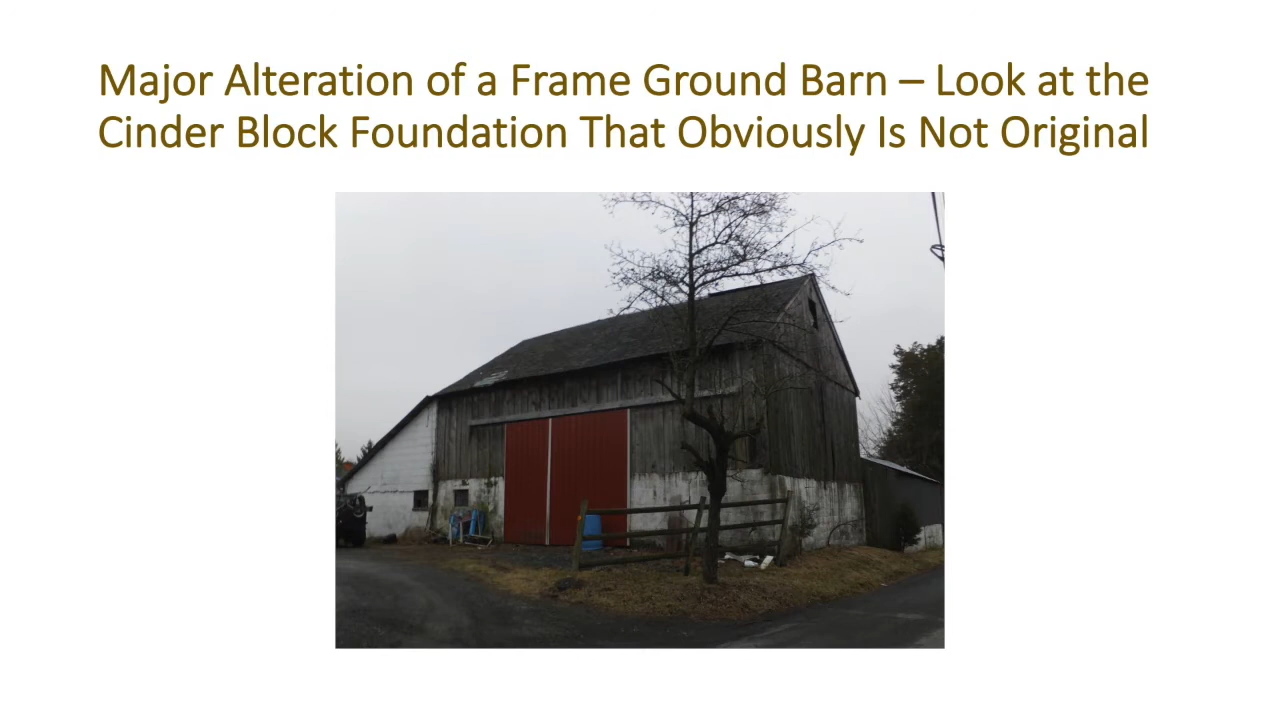 Major Alteration of a Frame Ground Barn – Look at the
Cinder Block Foundation That Obviously Is Not Original